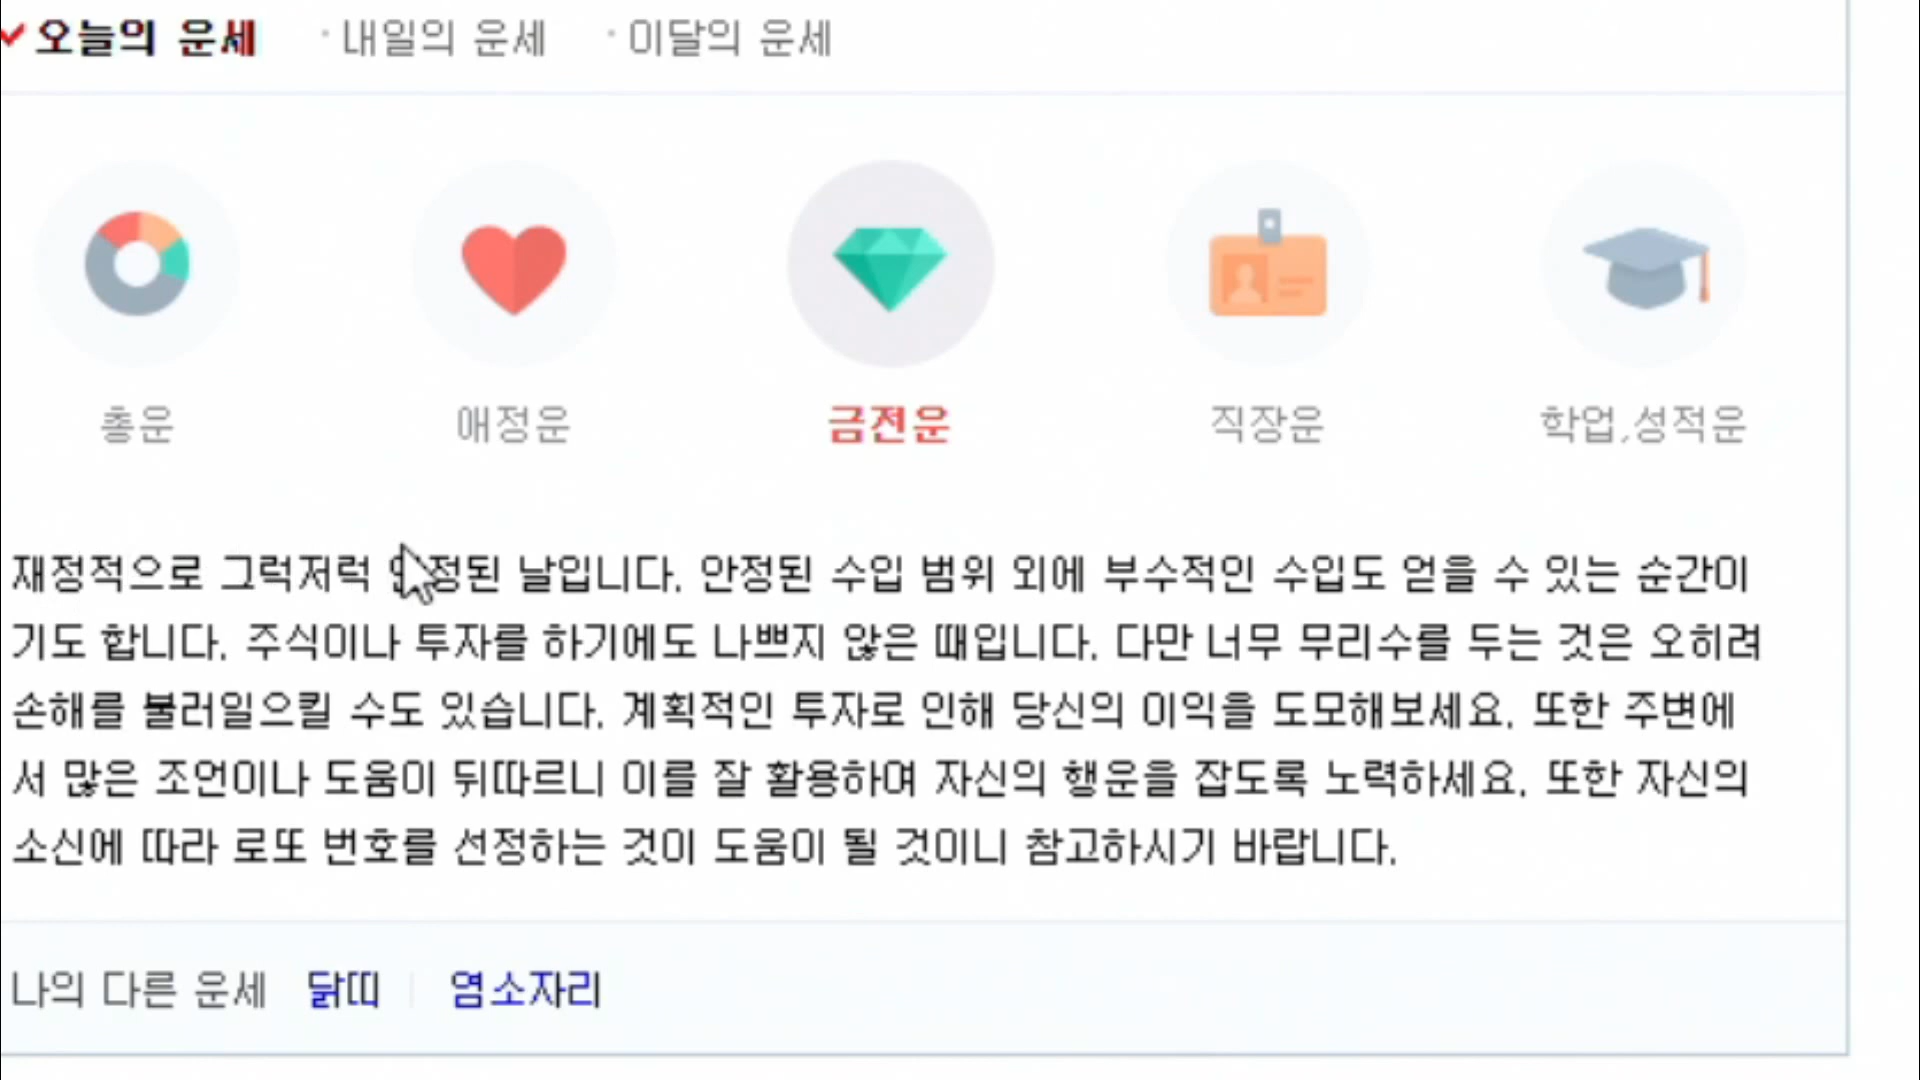 오늘의 운세 · 내일의 운세 · 이달의 운세
총운 애정운 금전운 직장운 학업,성적운
재정적으로 그럭저럭 안정된 날입니다. 안정된 수입 범위 외에 부수적인 수입도 얻을 수 있는 순간이
기도 합니다. 주식이나 투자를 하기에도 나쁘지 않은 때입니다. 다만 너무 무리수를 두는 것은 오히려
손해를 불러일으킬 수도 있습니다. 계획적인 투자로 인해 당신의 이익을 도모해보세요. 또한 주변에
서 많은 조언이나 도움이 뒤따르니 이를 잘 활용하여 자신의 행운을 잡도록 노력하세요. 또한 자신의
소신에 따라 로또 번호를 선정하는 것이 도움이 될 것이니 참고하시기 바랍니다.
나의 다른 운세 닭띠 염소자리